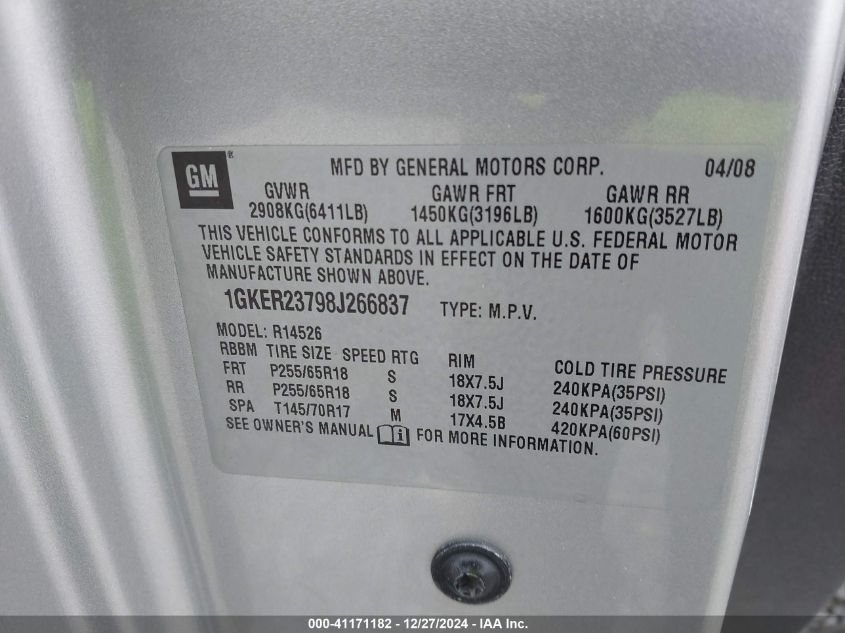 GM® MFD BY GENERAL MOTORS CORP. 04/08
GVWR GAWR FRT GAWR RR
2908KG(6411LB) 1450KG(3196LB) 1600KG(3527LB)
THIS VEHICLE CONFORMS TO ALL APPLICABLE U.S. FEDERAL MOTOR
VEHICLE SAFETY STANDARDS IN EFFECT ON THE DATE OF
MANUFACTURE SHOWN ABOVE.
1GKER23798J266837 TYPE: M.P.V.
MODEL: R14526
RBBM TIRE SIZE SPEED RTG RIM COLD TIRE PRESSURE
FRT P255/65R18 S 18X7.5J 240KPA(35PSI)
RR P255/65R18 S 18X7.5J 240KPA(35PSI)
SPA T145/70R17 M 17X4.5B 420KPA(60PSI)
SEE OWNER'S MANUAL i FOR MORE INFORMATION.
000-41171182 - 12/27/2024 - IAA Inc.